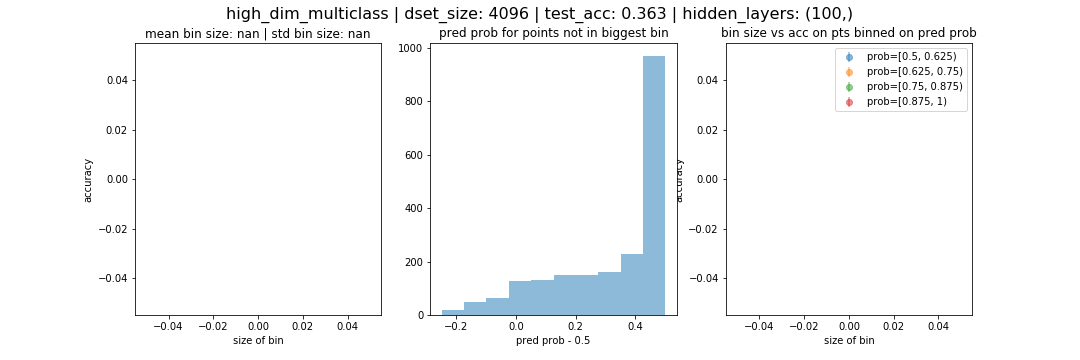 high_dim_multiclass | dset_size: 4096 | test_acc: 0.363 | hidden_layers: (100,)
mean bin size: nan | std bin size: nan
accuracy
0.04
0.02
0.00
−0.02
−0.04
−0.04
−0.02
0.00
0.02
0.04
size of bin
pred prob for points not in biggest bin
1000
800
600
400
200
0
−0.2
0.0
0.2
0.4
pred prob - 0.5
bin size vs acc on pts binned on pred prob
accuracy
0.04
0.02
0.00
−0.02
−0.04
prob=[0.5, 0.625)
prob=[0.625, 0.75)
prob=[0.75, 0.875)
prob=[0.875, 1)
−0.04
−0.02
0.00
0.02
0.04
size of bin